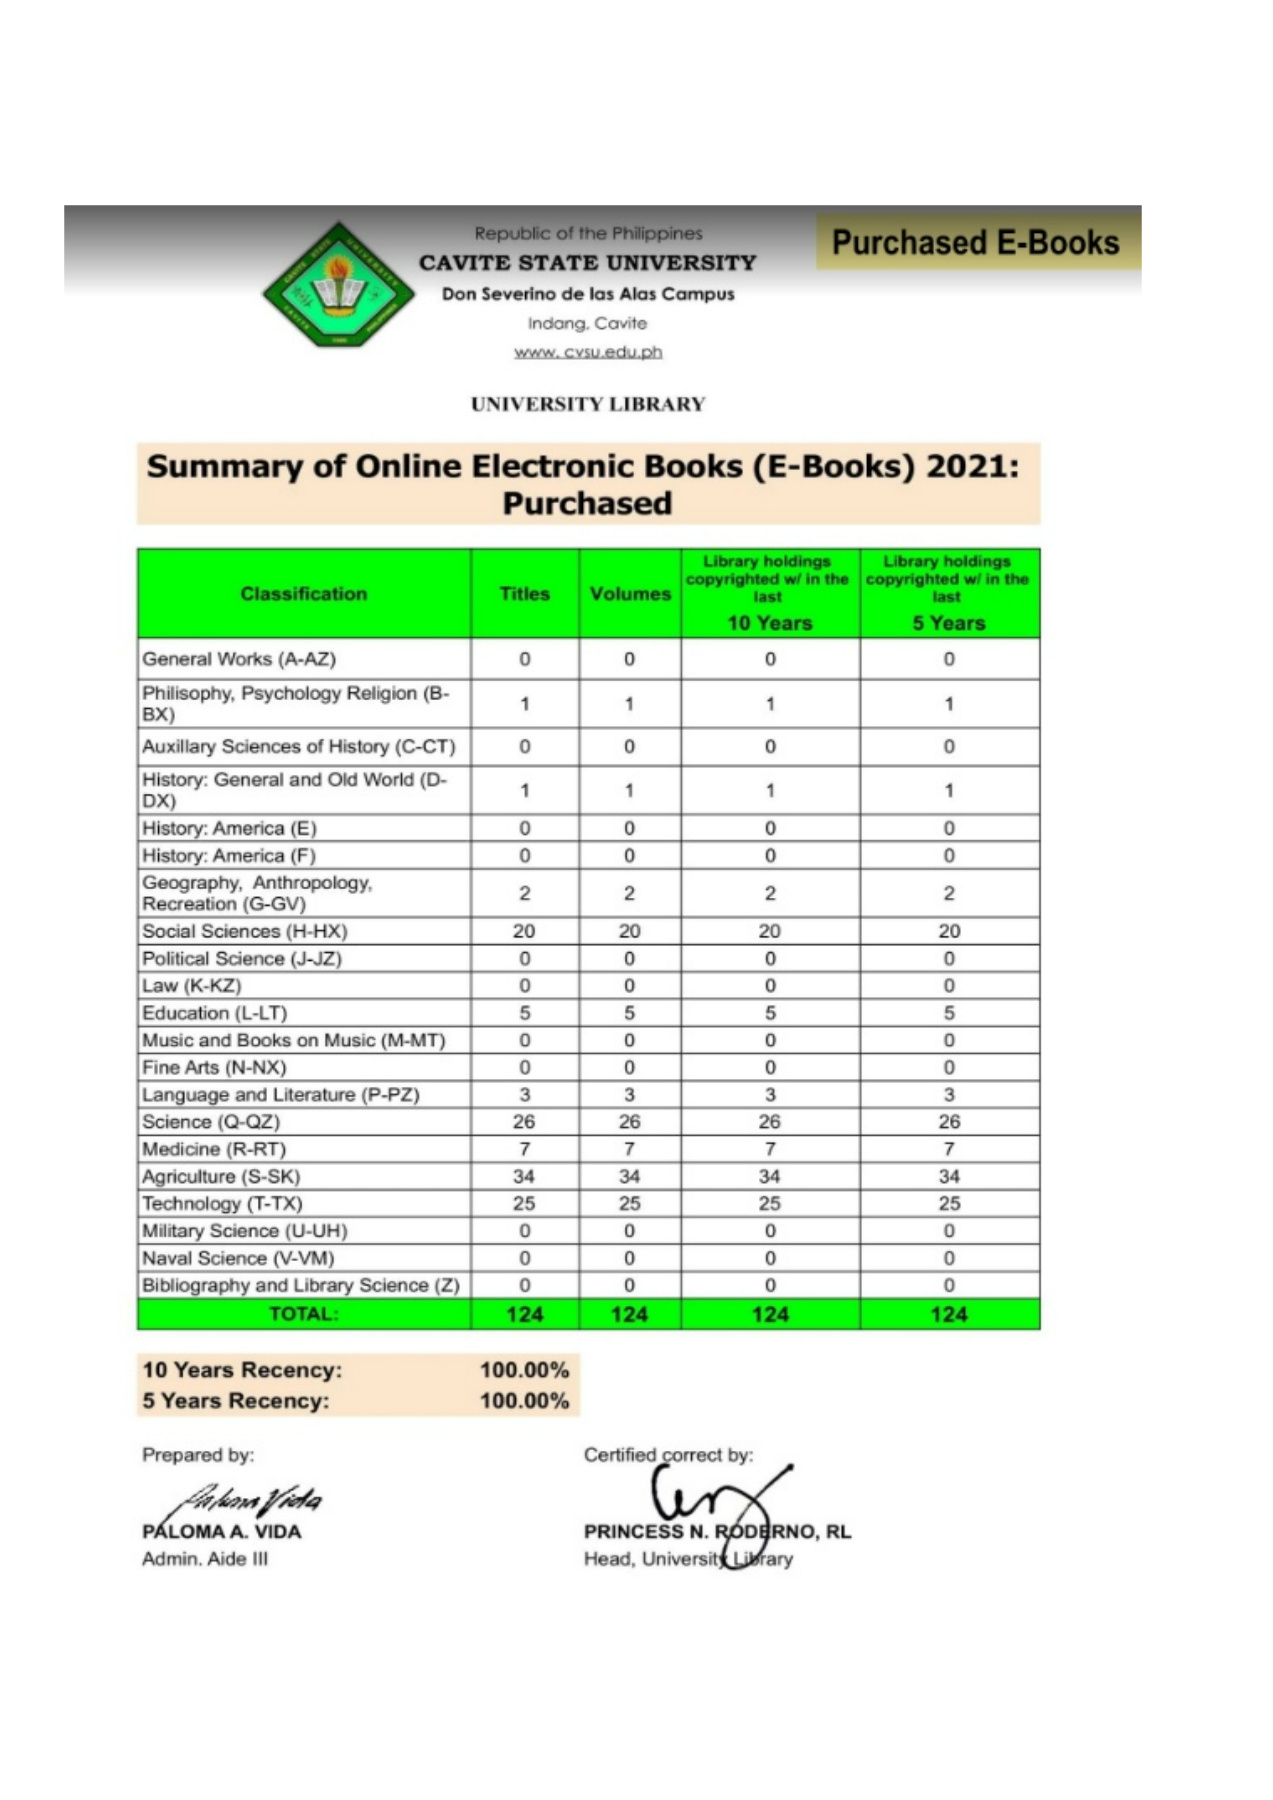 Republic of the Philippines
Purchased E-Books
CAVITE STATE UNIVERSITY
Don Severino de las Alas Campus
Indang, Cavite
www. cvsu.edu.ph
UNIVERSITY LIBRARY
Summary of Online Electronic Books (E-Books) 2021:
Purchased
Classification Titles Volumes Library holdings copyrighted w/ in the last 10 Years Library holdings copyrighted w/ in the last 5 Years
General Works (A-AZ) 0 0 0 0
Philisophy, Psychology Religion (B-
BX) 1 1 1 1
Auxillary Sciences of History (C-CT) 0 0 0 0
History: General and Old World (D-
DX) 1 1 1 1
History: America (E) 0 0 0 0
History: America (F) 0 0 0 0
Geography, Anthropology,
Recreation (G-GV) 2 2 2 2
Social Sciences (H-HX) 20 20 20 20
Political Science (J-JZ) 0 0 0 0
Law (K-KZ) 0 0 0 0
Education (L-LT) 5 5 5 5
Music and Books on Music (M-MT) 0 0 0 0
Fine Arts (N-NX) 0 0 0 0
Language and Literature (P-PZ) 3 3 3 3
Science (Q-QZ) 26 26 26 26
Medicine (R-RT) 7 7 7 7
Agriculture (S-SK) 34 34 34 34
Technology (T-TX) 25 25 25 25
Military Science (U-UH) 0 0 0 0
Naval Science (V-VM) 0 0 0 0
Bibliography and Library Science (Z) 0 0 0 0
TOTAL: 124 124 124 124
10 Years Recency: 100.00%
5 Years Recency: 100.00%
Prepared by: Certified correct by:
Paloma Vida
PALOMA A. VIDA PRINCESS N. RODERNO, RL
Admin. Aide III Head, University Library